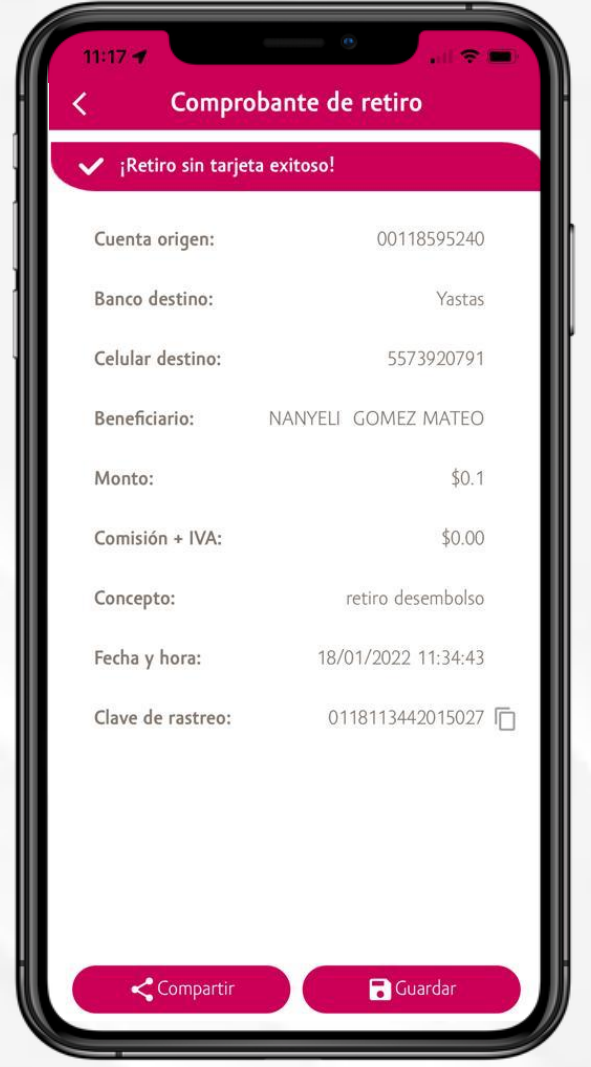 11:17
Comprobante de retiro
¡Retiro sin tarjeta exitoso!
Cuenta origen: 00118595240
Banco destino: Yastas
Celular destino: 5573920791
Beneficiario: NANYELI GOMEZ MATEO
Monto: $0.1
Comisión + IVA: $0.00
Concepto: retiro desembolso
Fecha y hora: 18/01/2022 11:34:43
Clave de rastreo: 0118113442015027
Compartir Guardar